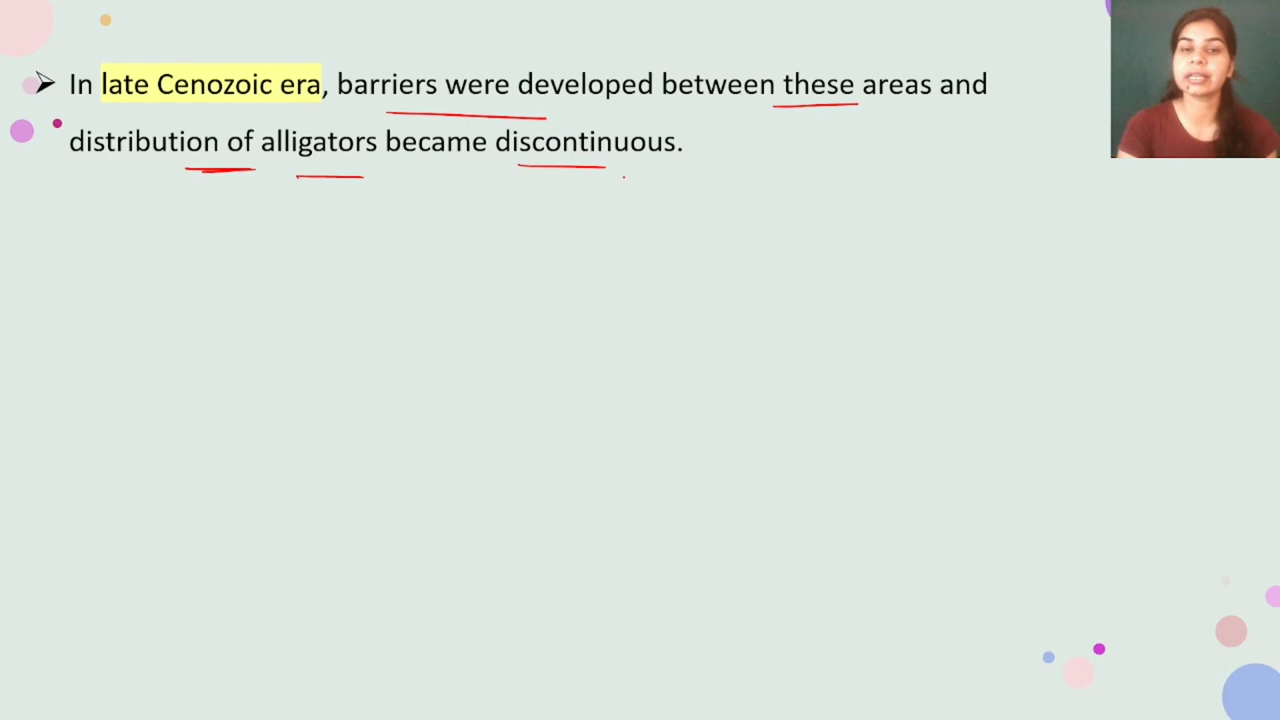 In late Cenozoic era, barriers were developed between these areas and
distribution of alligators became discontinuous.